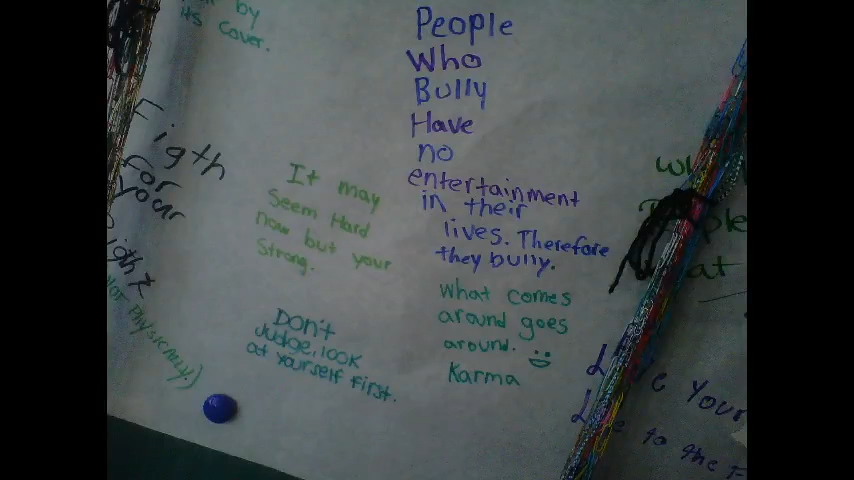 by
its cover.
People
Who
Bully
Have
no
entertainment
in their
lives. Therefore
they bully.
Figth
for
your
It may
Seem Hard
now but your
Strong.
What comes
around goes
around.
Karma
Don't
Judge, look
at yourself first.
Physically!)
at
Your
to the